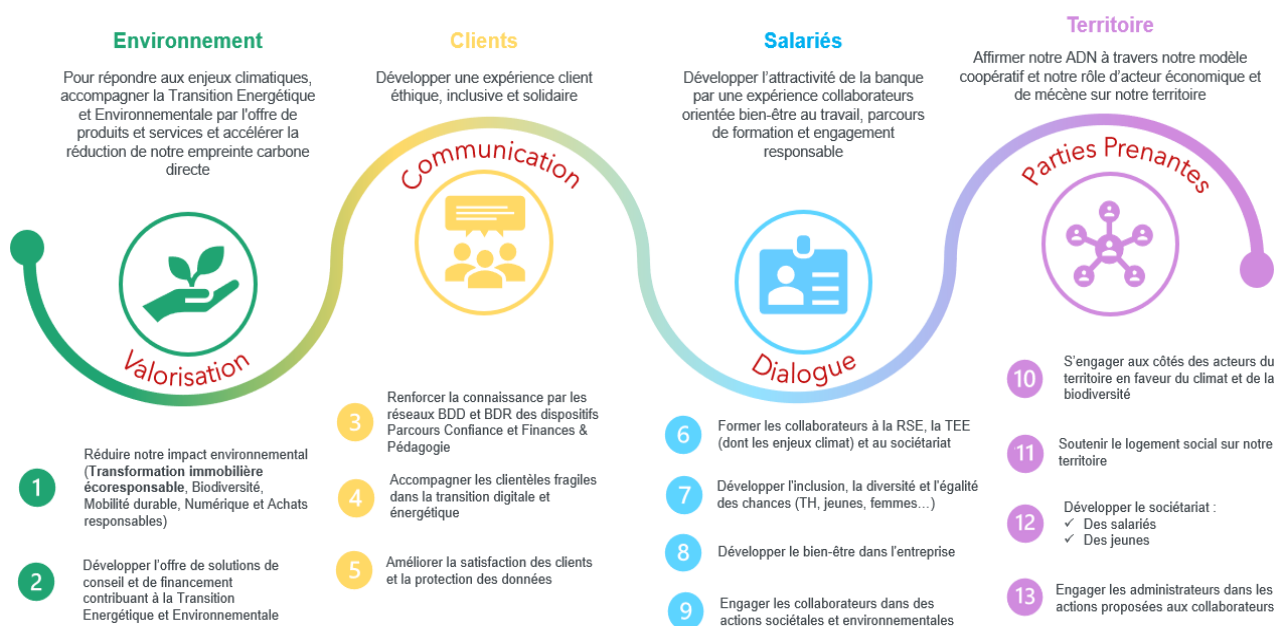 Environnement
Pour répondre aux enjeux climatiques,
accompagner la Transition Energétique
et Environnementale par l'offre de
produits et services et accélérer la
réduction de notre empreinte carbone
directe
Valorisation
1
Réduire notre impact environnemental
(Transformation immobilière
écoresponsable, Biodiversité,
Mobilité durable, Numérique et Achats
responsables)
2
Développer l'offre de solutions de
conseil et de financement
contribuant à la Transition
Energétique et Environnementale
Clients
Développer une expérience client
éthique, inclusive et solidaire
Communication
3
Renforcer la connaissance par les
réseaux BDD et BDR des dispositifs
Parcours Confiance et Finances &
Pédagogie
4
Accompagner les clientèles fragiles
dans la transition digitale et
énergétique
5
Améliorer la satisfaction des clients
et la protection des données
Salariés
Développer l'attractivité de la banque
par une expérience collaborateurs
orientée bien-être au travail, parcours
de formation et engagement
responsable
Dialogue
6
Former les collaborateurs à la RSE, la TEE
(dont les enjeux climat) et au sociétariat
7
Développer l'inclusion, la diversité et l'égalité
des chances (TH, jeunes, femmes…)
8
Développer le bien-être dans l'entreprise
9
Engager les collaborateurs dans des
actions sociétales et environnementales
Territoire
Affirmer notre ADN à travers notre modèle
coopératif et notre rôle d'acteur économique et
de mécène sur notre territoire
Parties Prenantes
10
S'engager aux côtés des acteurs du
territoire en faveur du climat et de la
biodiversité
11
Soutenir le logement social sur notre
territoire
12
Développer le sociétariat :
✓ Des salariés
✓ Des jeunes
13
Engager les administrateurs dans les
actions proposées aux collaborateurs